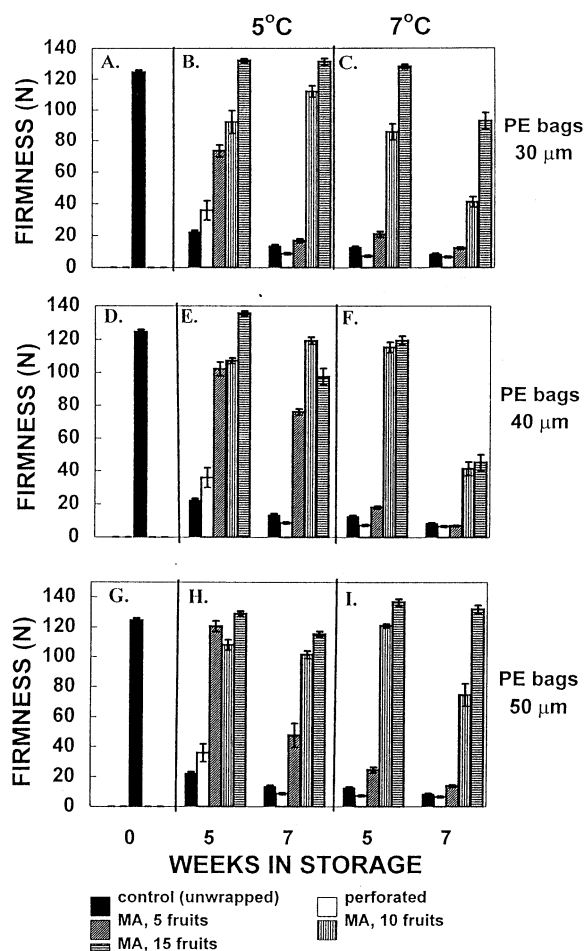 5°C 7°C
140 A. B. C.
120
100
80
60
40
20
0
FIRMNESS (N)
PE bags
30 μm
140 D. E. F.
120
100
80
60
40
20
0
FIRMNESS (N)
PE bags
40 μm
140 G. H. I.
120
100
80
60
40
20
0
FIRMNESS (N)
PE bags
50 μm
0 5 7 5 7
WEEKS IN STORAGE
control (unwrapped) perforated
MA, 5 fruits MA, 10 fruits
MA, 15 fruits